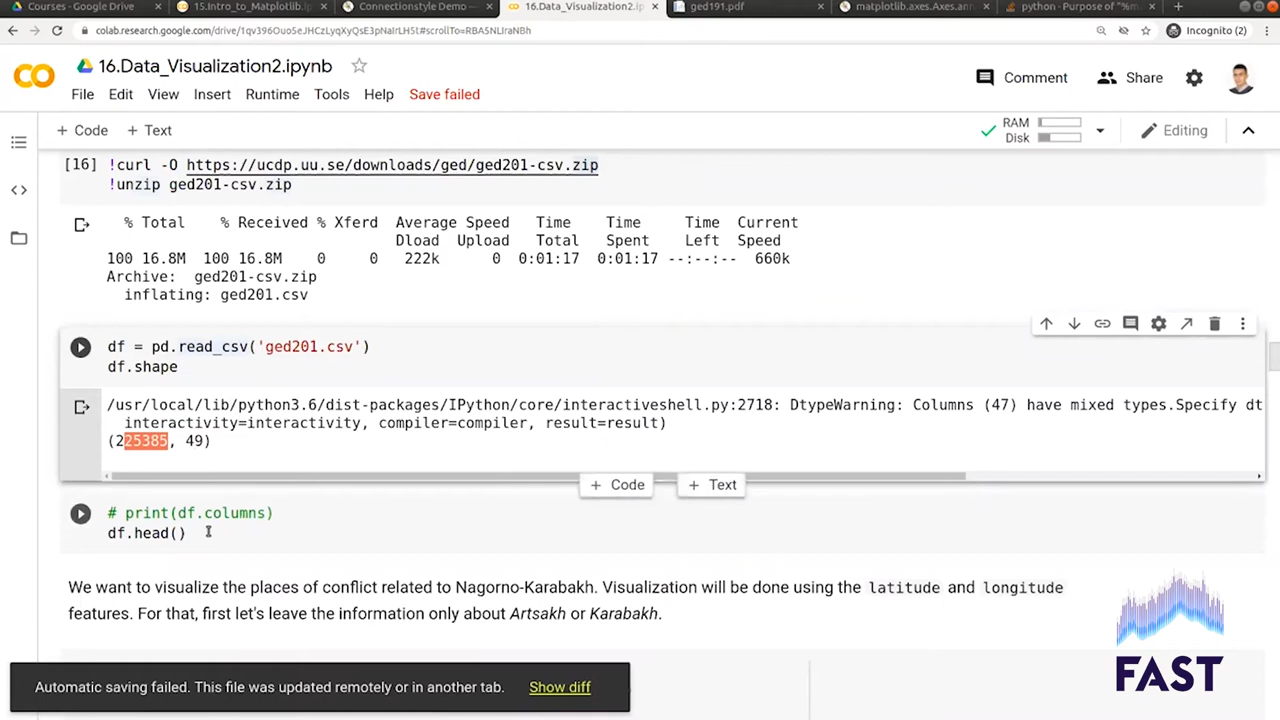 Courses - Google Drive
15.Intro_to_Matplotlib.ip
Connectionstyle Demo —
16.Data_Visualization2.ip
ged191.pdf
matplotlib.axes.Axes.ann
python - Purpose of "%m
colab.research.google.com/drive/1qv396Ouo5eJHCzLyqXyQsE3pNaIrLH5t#scrollTo=RBA5NLIraNBh
Incognito (2)
16.Data_Visualization2.ipynb
Comment
Share
File Edit View Insert Runtime Tools Help Save failed
+ Code + Text
RAM
Disk
Editing
[16] !curl -O https://ucdp.uu.se/downloads/ged/ged201-csv.zip
!unzip ged201-csv.zip
% Total % Received % Xferd Average Speed Time Time Time Current
Dload Upload Total Spent Left Speed
100 16.8M 100 16.8M 0 0 222k 0 0:01:17 0:01:17 --:--:-- 660k
Archive: ged201-csv.zip
inflating: ged201.csv
df = pd.read_csv('ged201.csv')
df.shape
/usr/local/lib/python3.6/dist-packages/IPython/core/interactiveshell.py:2718: DtypeWarning: Columns (47) have mixed types.Specify dt
interactivity=interactivity, compiler=compiler, result=result)
(225385, 49)
+ Code + Text
# print(df.columns)
df.head()
We want to visualize the places of conflict related to Nagorno-Karabakh. Visualization will be done using the latitude and longitude
features. For that, first let's leave the information only about Artsakh or Karabakh.
Automatic saving failed. This file was updated remotely or in another tab. Show diff
FAST